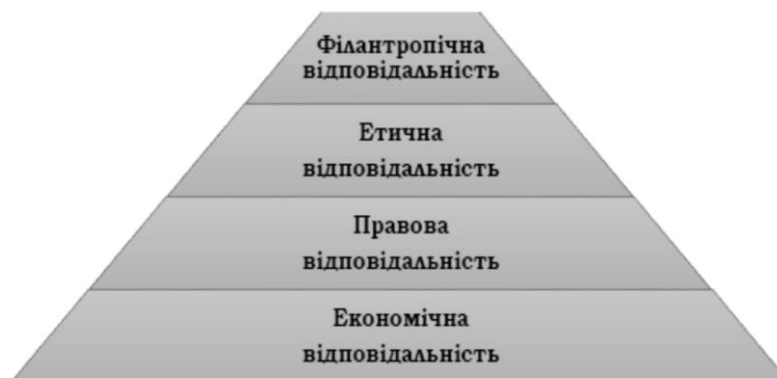 Філантропічна
відповідальність
Етична
відповідальність
Правова
відповідальність
Економічна
відповідальність